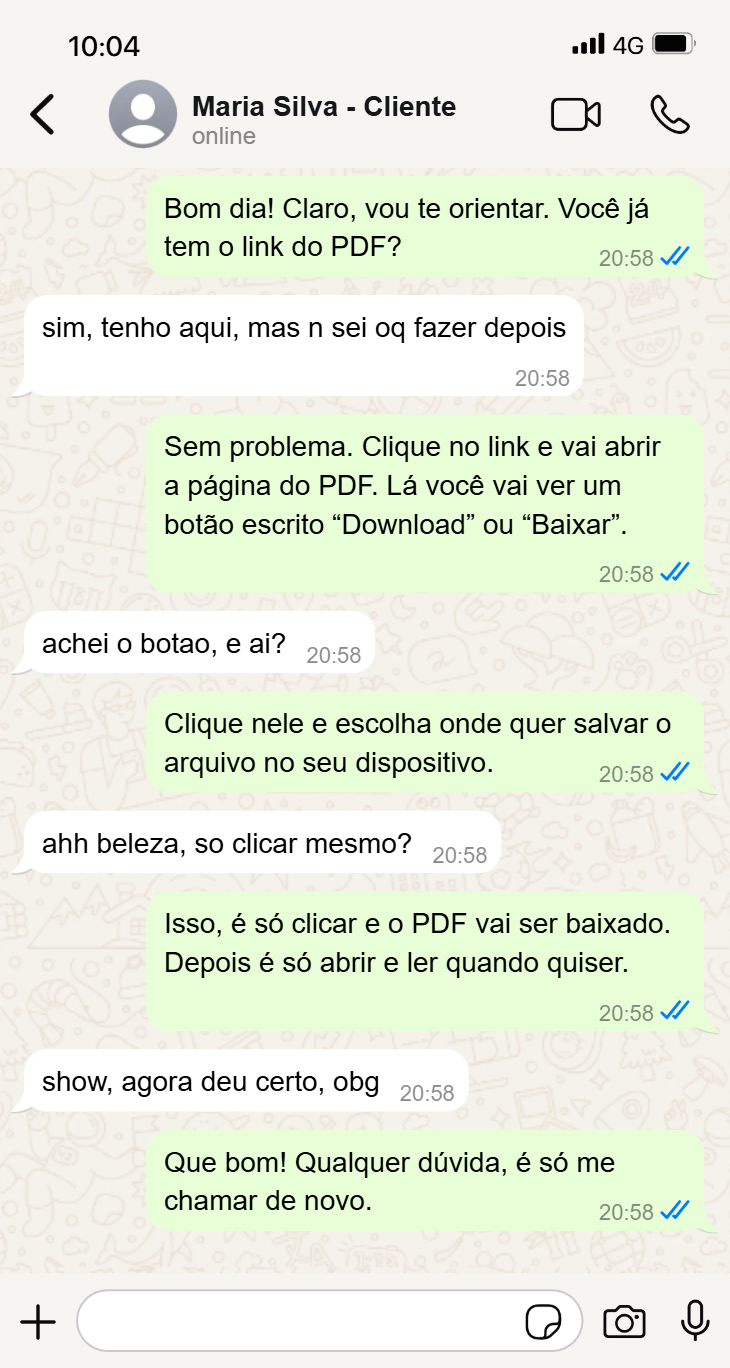 10:04
4G
Maria Silva - Cliente
online
Bom dia! Claro, vou te orientar. Você já
tem o link do PDF?
20:58
sim, tenho aqui, mas n sei oq fazer depois
20:58
Sem problema. Clique no link e vai abrir
a página do PDF. Lá você vai ver um
botão escrito “Download” ou “Baixar”.
20:58
achei o botao, e ai?
20:58
Clique nele e escolha onde quer salvar o
arquivo no seu dispositivo.
20:58
ahh beleza, so clicar mesmo?
20:58
Isso, é só clicar e o PDF vai ser baixado.
Depois é só abrir e ler quando quiser.
20:58
show, agora deu certo, obg
20:58
Que bom! Qualquer dúvida, é só me
chamar de novo.
20:58